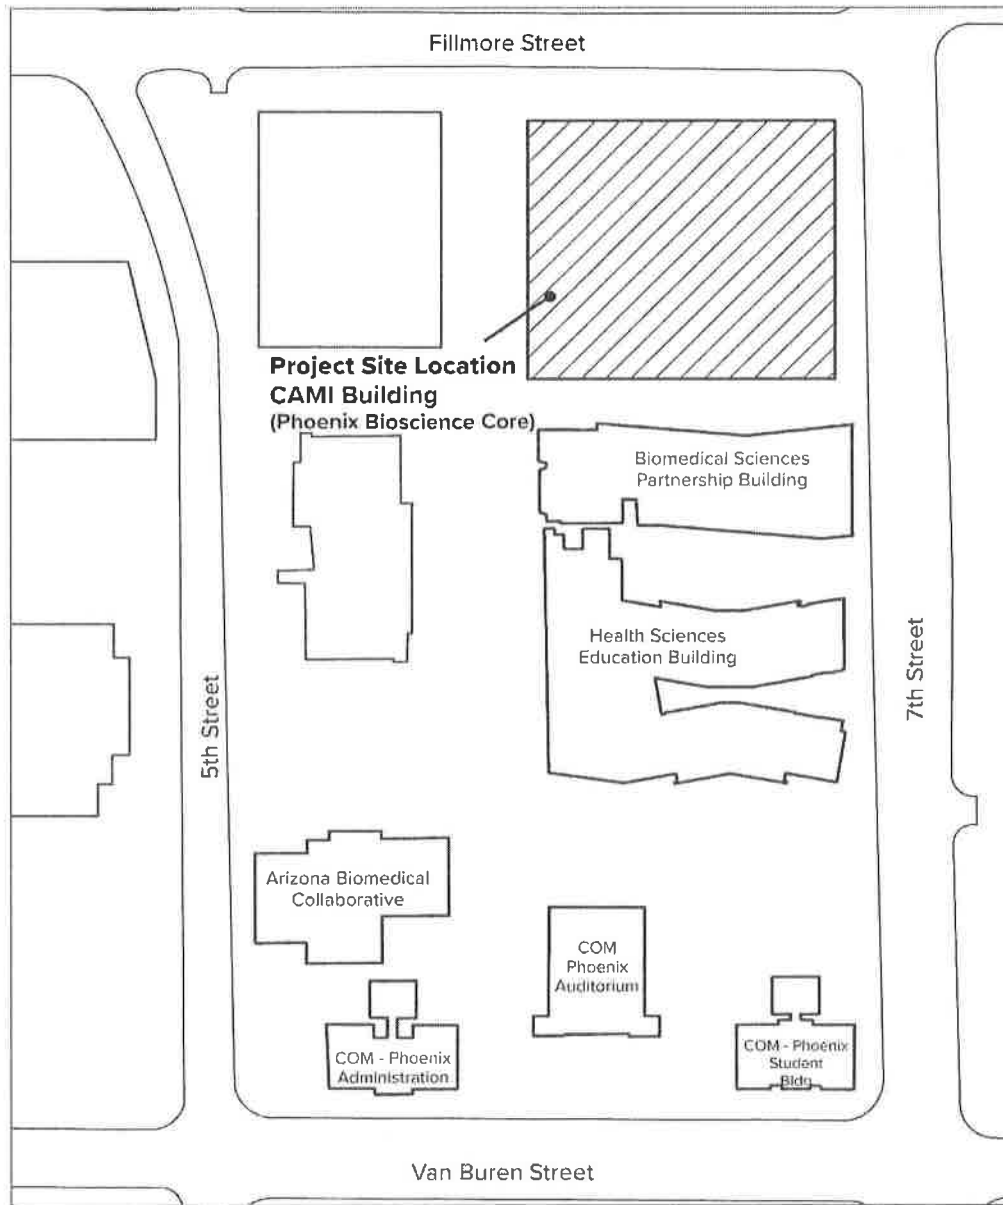 Fillmore Street
Project Site Location
CAMI Building
(Phoenix Bioscience Core)
Biomedical Sciences
Partnership Building
Health Sciences
Education Building
5th Street
7th Street
Arizona Biomedical
Collaborative
COM
Phoenix
Auditorium
COM - Phoenix
Administration
COM - Phoenix
Student
Bldg
Van Buren Street